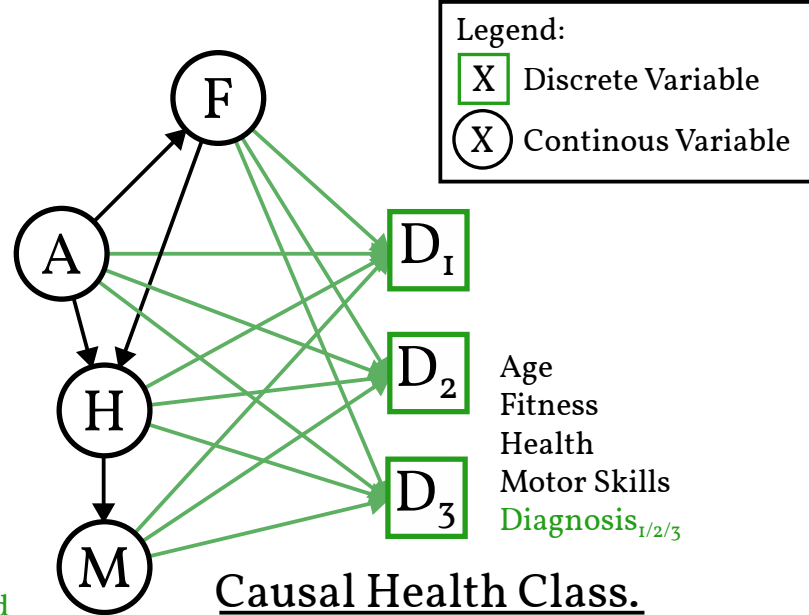 F
Legend:
X Discrete Variable
X Continous Variable
A
D1
H
D2
Age
Fitness
Health
Motor Skills
Diagnosis1/2/3
D3
M
Causal Health Class.
d